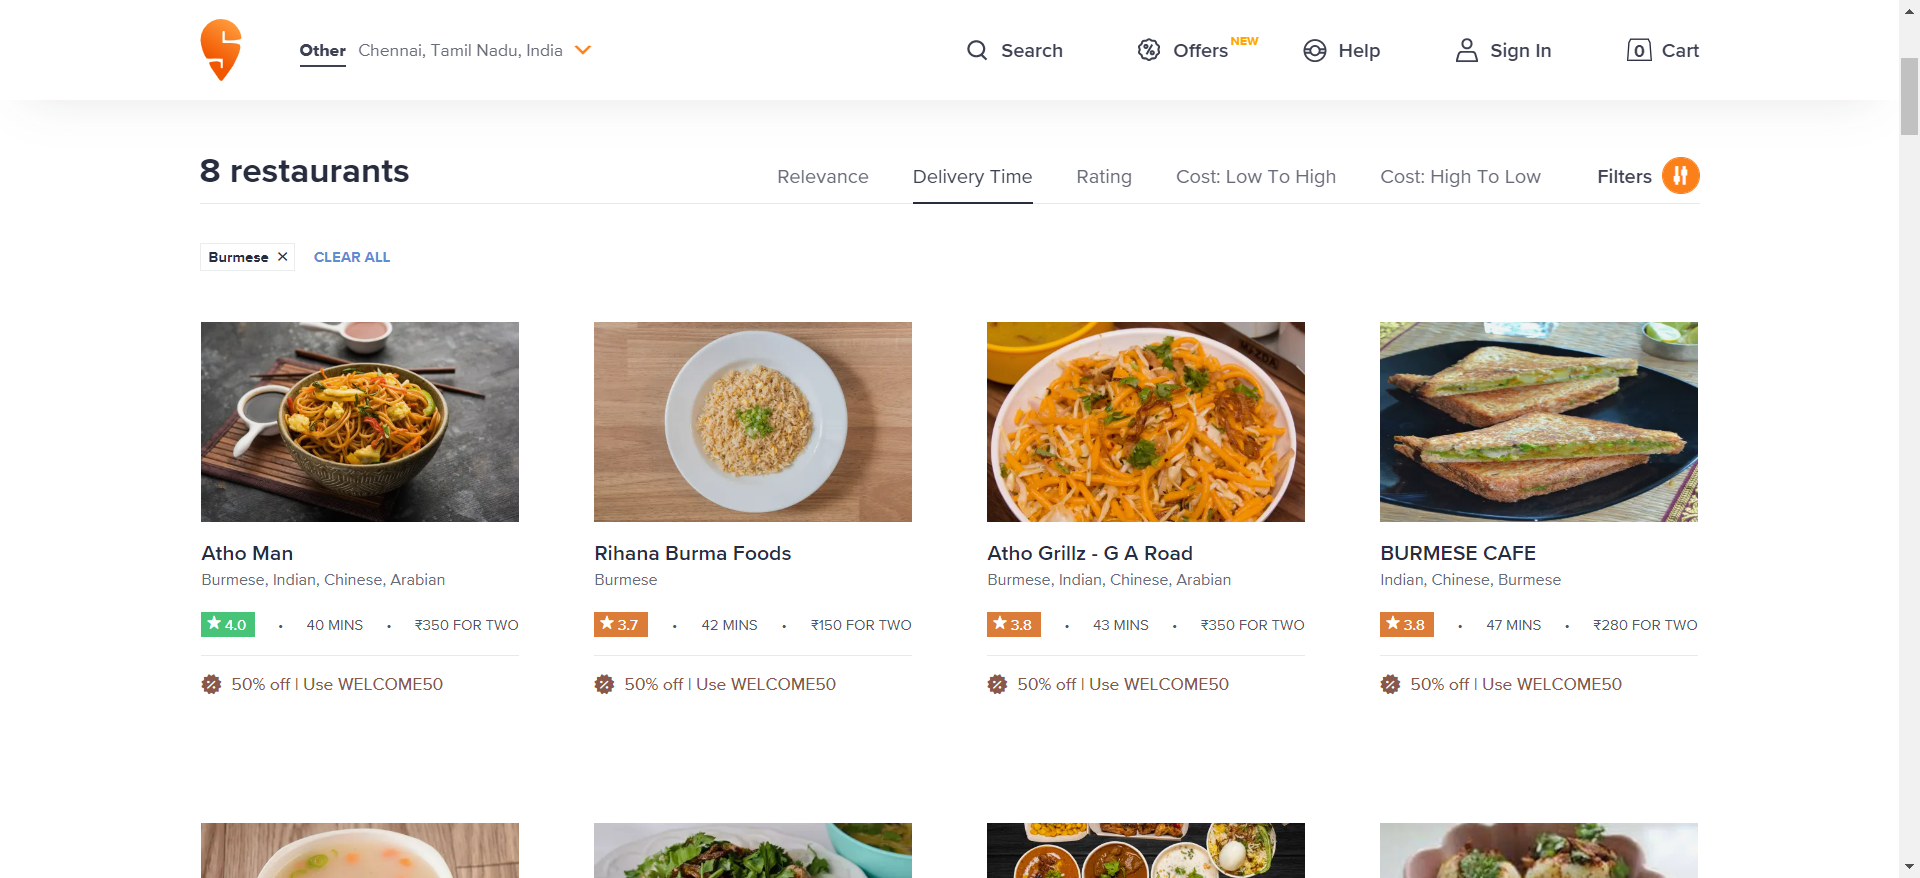 Other Chennai, Tamil Nadu, India
Search
Offers NEW
Help
Sign In
0 Cart
8 restaurants
Relevance
Delivery Time
Rating
Cost: Low To High
Cost: High To Low
Filters
Burmese ✕
CLEAR ALL
Atho Man
Burmese, Indian, Chinese, Arabian
★ 4.0 • 40 MINS • ₹350 FOR TWO
50% off | Use WELCOME50
Rihana Burma Foods
Burmese
★ 3.7 • 42 MINS • ₹150 FOR TWO
50% off | Use WELCOME50
Atho Grillz - G A Road
Burmese, Indian, Chinese, Arabian
★ 3.8 • 43 MINS • ₹350 FOR TWO
50% off | Use WELCOME50
BURMESE CAFE
Indian, Chinese, Burmese
★ 3.8 • 47 MINS • ₹280 FOR TWO
50% off | Use WELCOME50